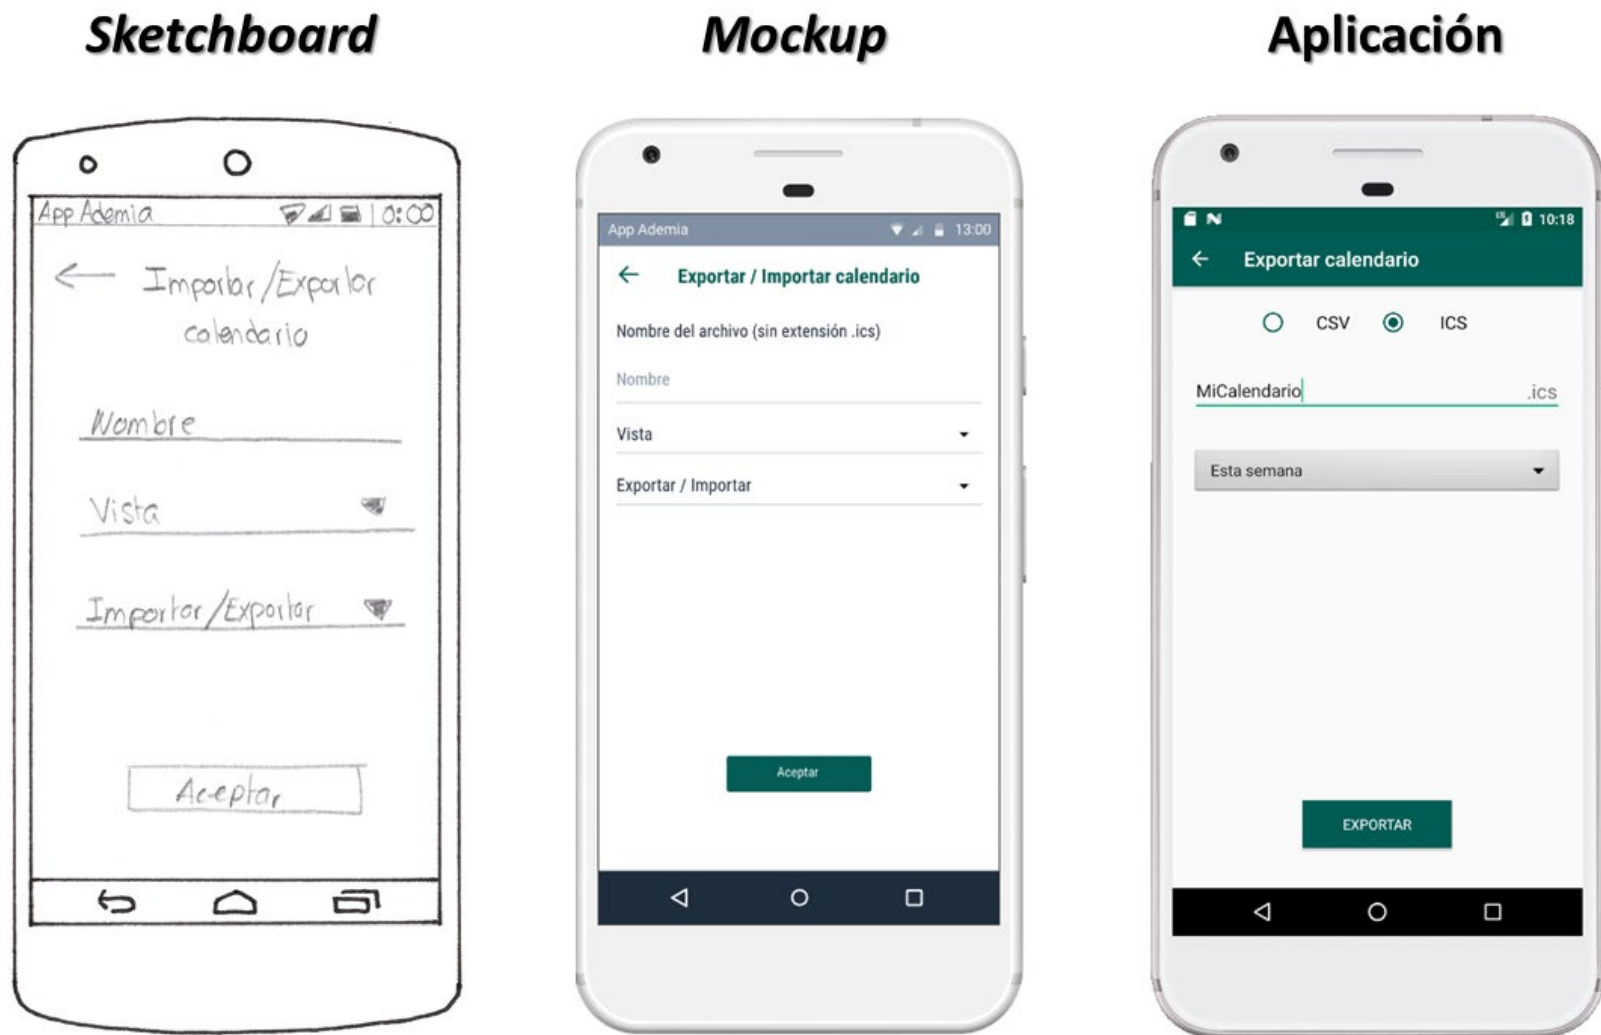 Sketchboard
Mockup
Aplicación
App Ademia 10:00
Importar/Exportar
calendario
Nombre
Vista
Importar/Exportar
Aceptar
App Ademia 13:00
Exportar / Importar calendario
Nombre del archivo (sin extensión .ics)
Nombre
Vista
Exportar / Importar
Aceptar
10:18
Exportar calendario
CSV ICS
MiCalendario .ics
Esta semana
EXPORTAR